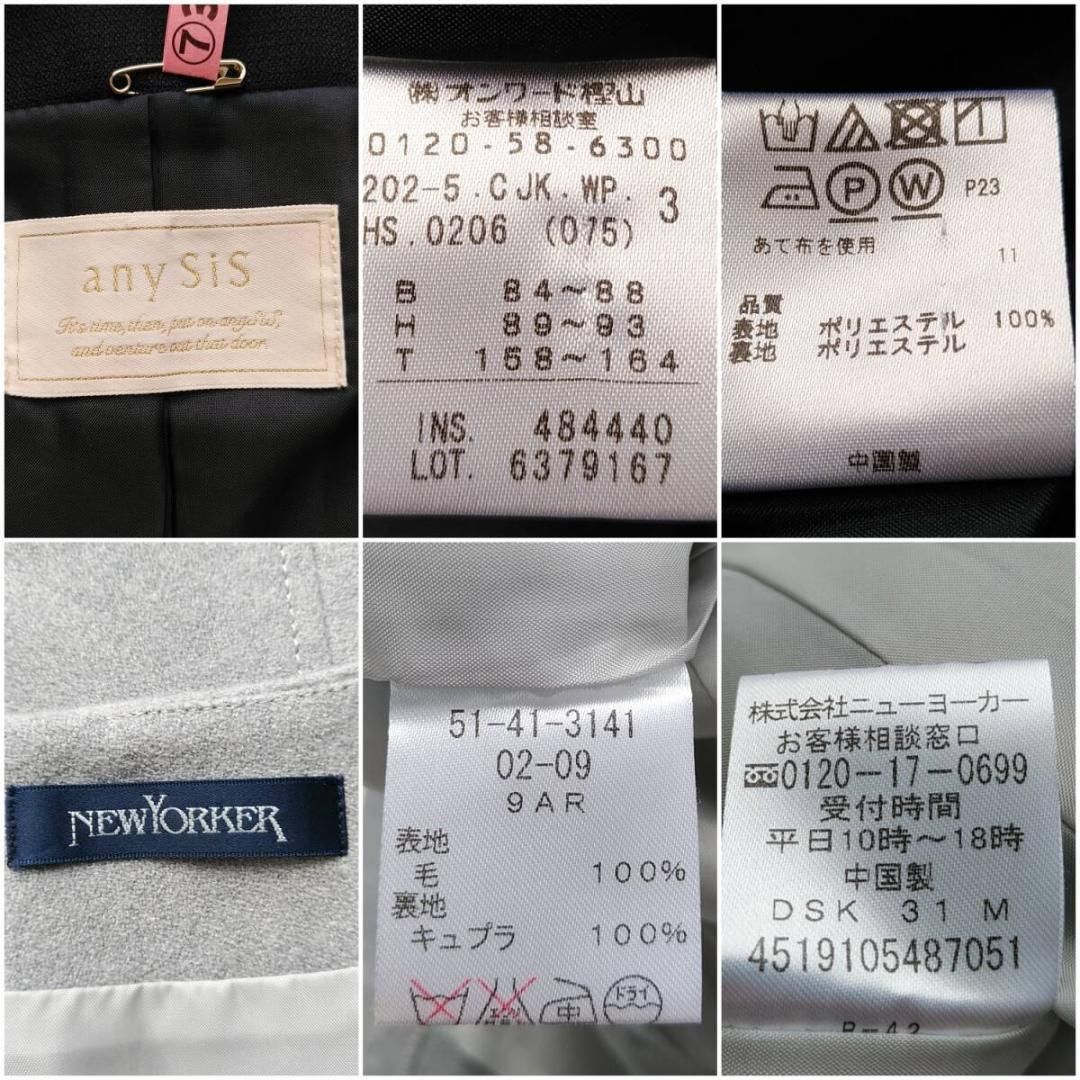 ⑦
any SiS
It's time, then, put on angelsiS,
and venture out that door.
㈱オンワード樫山
お客様相談室
0120-58-6300
202-5.CJK.WP.
3
HS.0206 (075)
B 84~88
H 89~93
T 158~164
INS. 484440
LOT. 6379167
P W P23
あて布を使用
11
品質
表地 ポリエステル 100%
裏地 ポリエステル
中国製
NEWYORKER
51-41-3141
02-09
9AR
表地
毛 100%
裏地
キュプラ 100%
中 ドライ
株式会社ニューヨーカー
お客様相談窓口
0120-17-0699
受付時間
平日10時~18時
中国製
DSK 31 M
4519105487051